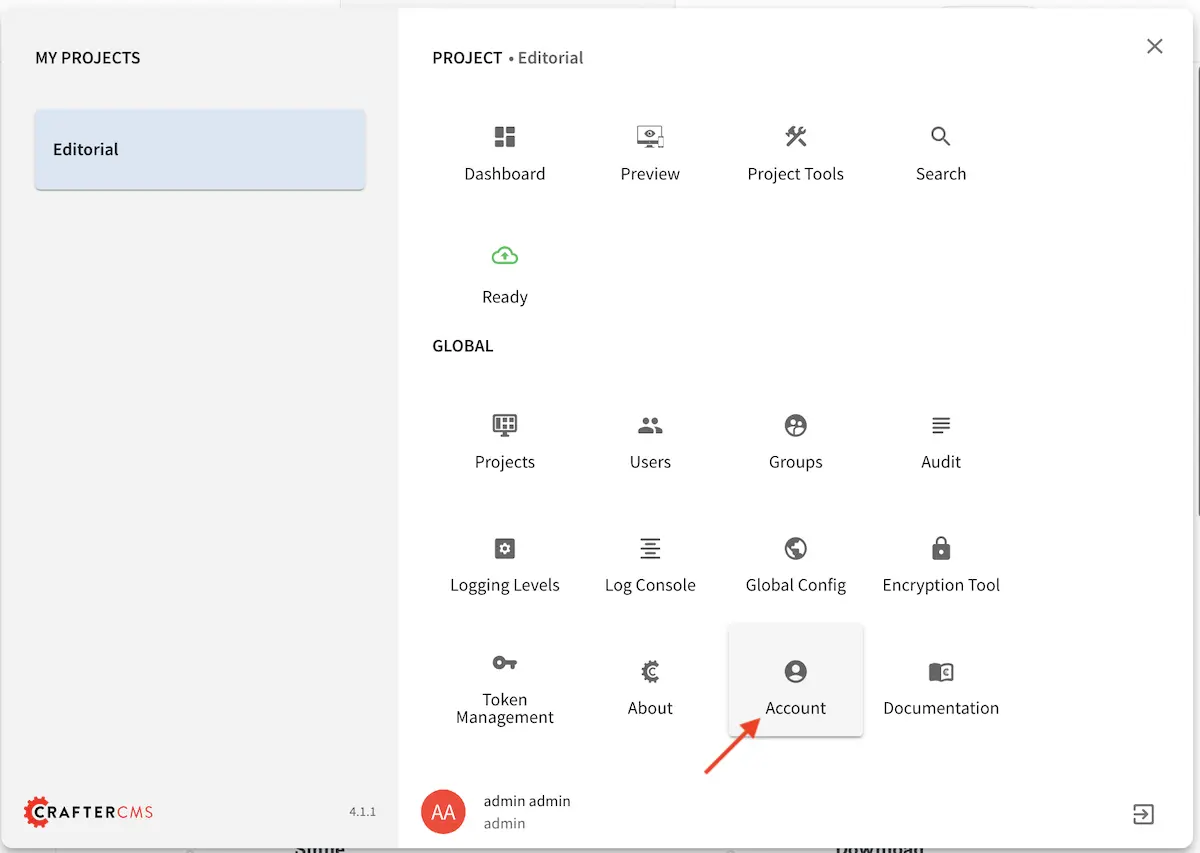 MY PROJECTS
Editorial
PROJECT • Editorial
Dashboard
Preview
Project Tools
Search
Ready
GLOBAL
Projects
Users
Groups
Audit
Logging Levels
Log Console
Global Config
Encryption Tool
Token
Management
About
Account
Documentation
CRAFTERCMS
4.1.1
AA
admin admin
admin
Download